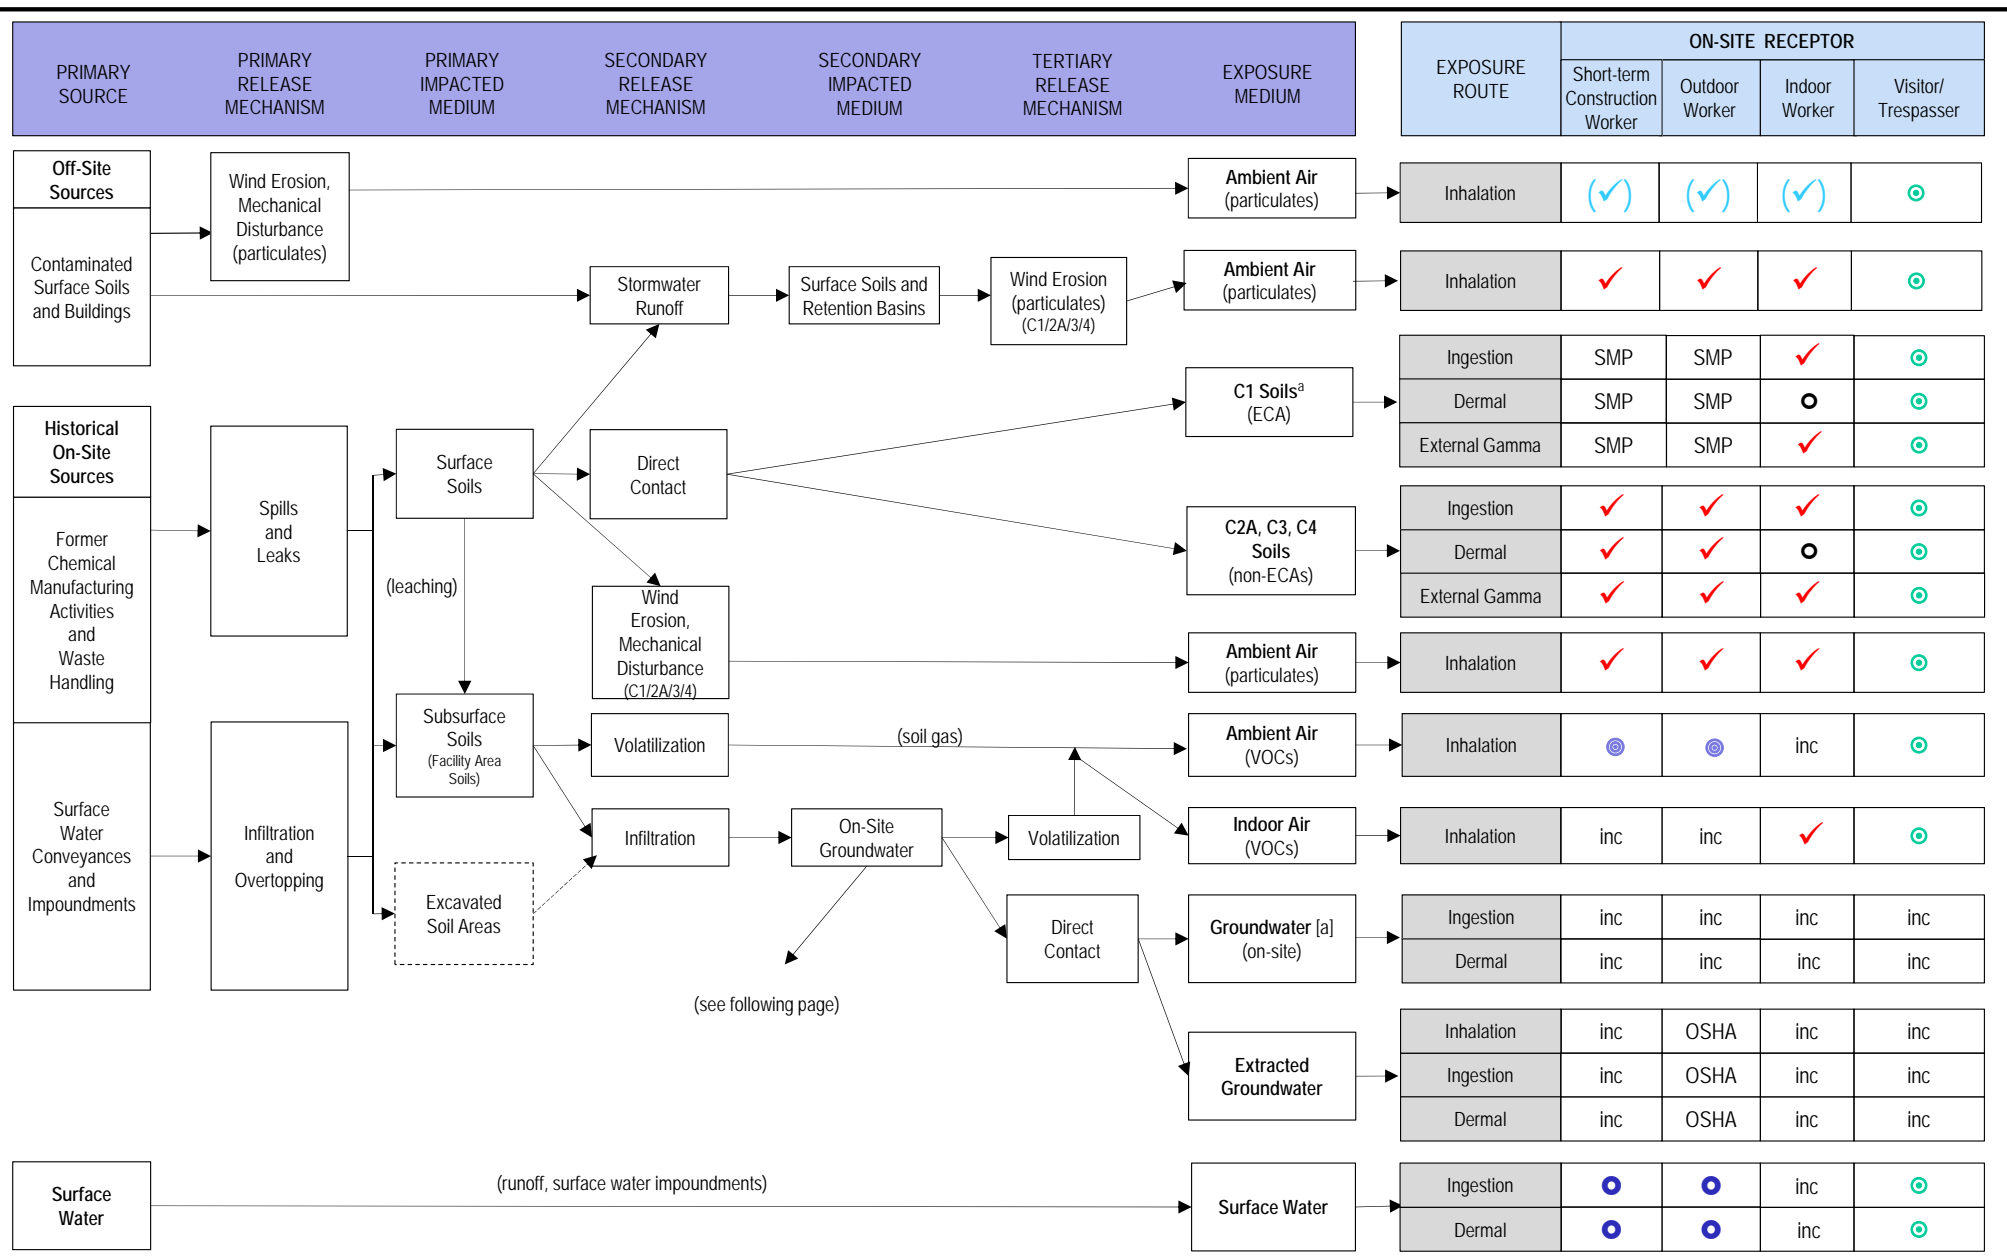 PRIMARY
SOURCE
PRIMARY
RELEASE
MECHANISM
PRIMARY
IMPACTED
MEDIUM
SECONDARY
RELEASE
MECHANISM
SECONDARY
IMPACTED
MEDIUM
TERTIARY
RELEASE
MECHANISM
EXPOSURE
MEDIUM
EXPOSURE
ROUTE
ON-SITE RECEPTOR
Short-term
Construction
Worker
Outdoor
Worker
Indoor
Worker
Visitor/
Trespasser
Off-Site
Sources
Contaminated
Surface Soils
and Buildings
Wind Erosion,
Mechanical
Disturbance
(particulates)
Ambient Air
(particulates)
Inhalation
(✓) (✓) (✓)
Stormwater
Runoff
Surface Soils and
Retention Basins
Wind Erosion
(particulates)
(C1/2A/3/4)
Ambient Air
(particulates)
Inhalation
✓ ✓ ✓
Historical
On-Site
Sources
Former
Chemical
Manufacturing
Activities
and
Waste
Handling
Surface
Water
Conveyances
and
Impoundments
Spills
and
Leaks
Infiltration
and
Overtopping
Surface
Soils
(leaching)
Subsurface
Soils
(Facility Area
Soils)
Excavated
Soil Areas
Direct
Contact
Wind
Erosion,
Mechanical
Disturbance
(C1/2A/3/4)
Volatilization
(soil gas)
Infiltration
On-Site
Groundwater
(see following page)
Volatilization
Direct
Contact
C1 Soilsa
(ECA)
Ingestion SMP SMP ✓
Dermal SMP SMP
External Gamma SMP SMP ✓
C2A, C3, C4
Soils
(non-ECAs)
Ingestion ✓ ✓ ✓
Dermal ✓ ✓
External Gamma ✓ ✓ ✓
Ambient Air
(particulates)
Inhalation ✓ ✓ ✓
Ambient Air
(VOCs)
Inhalation inc
Indoor Air
(VOCs)
Inhalation inc inc ✓
Groundwater [a]
(on-site)
Ingestion inc inc inc inc
Dermal inc inc inc inc
Extracted
Groundwater
Inhalation inc OSHA inc inc
Ingestion inc OSHA inc inc
Dermal inc OSHA inc inc
Surface
Water
(runoff, surface water impoundments)
Surface Water
Ingestion inc
Dermal inc